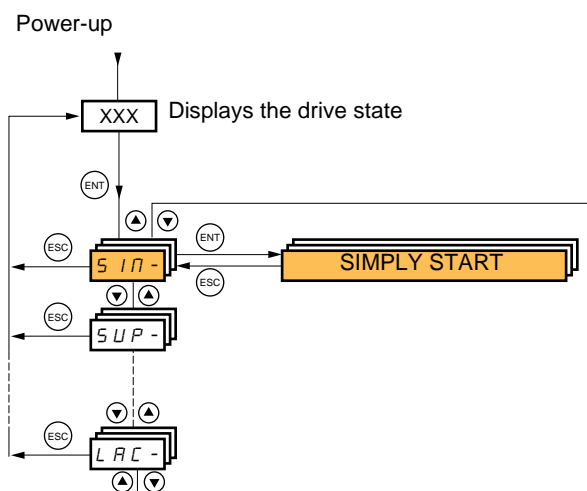 Power-up
XXX
Displays the drive state
ENT
ESC
SIM-
ENT
ESC
SIMPLY START
ESC
SUP-
ESC
LAC-